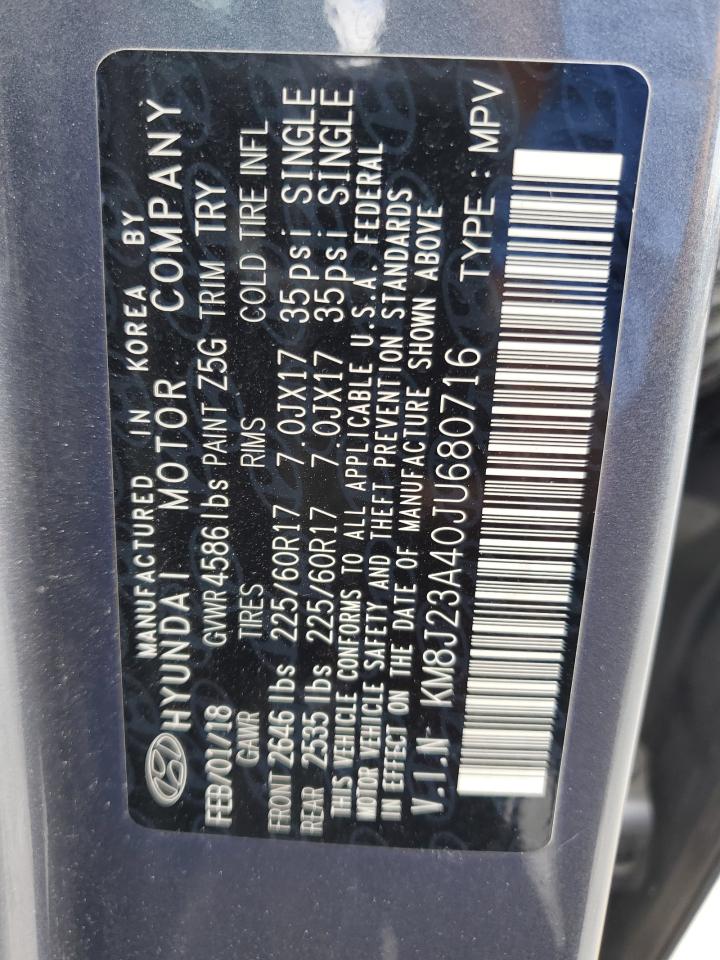 MANUFACTURED IN KOREA BY
HYUNDAI MOTOR COMPANY
FEB/01/18 GVWR 4586 lbs PAINT Z5G TRIM TRY
GAWR TIRES RIMS COLD TIRE INFL
FRONT 2646 lbs 225/60R17 7.0JX17 35psi SINGLE
REAR 2535 lbs 225/60R17 7.0JX17 35psi SINGLE
THIS VEHICLE CONFORMS TO ALL APPLICABLE U.S.A. FEDERAL
MOTOR VEHICLE SAFETY AND THEFT PREVENTION STANDARDS
IN EFFECT ON THE DATE OF MANUFACTURE SHOWN ABOVE
V.I.N KM8J23A40JU680716 TYPE : MPV